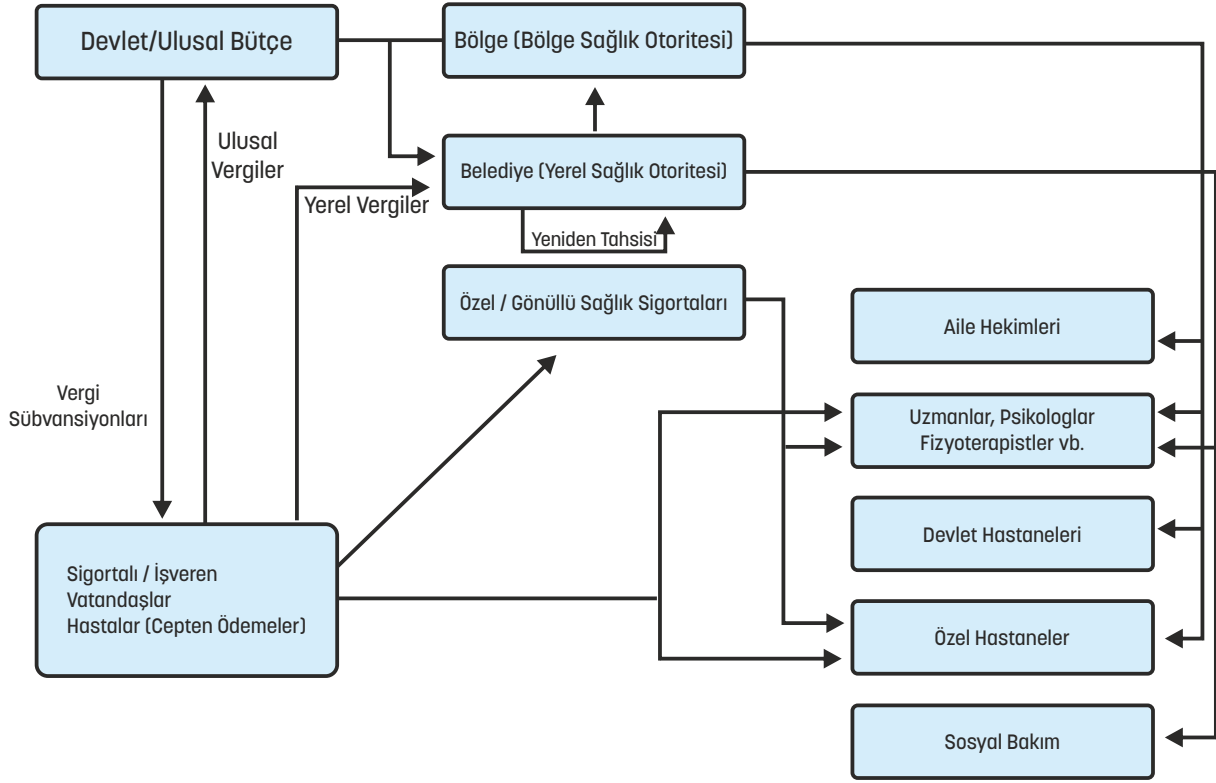 Devlet/Ulusal Bütçe
Bölge (Bölge Sağlık Otoritesi)
Ulusal
Vergiler
Belediye (Yerel Sağlık Otoritesi)
Yerel Vergiler
Yeniden Tahsisi
Özel / Gönüllü Sağlık Sigortaları
Aile Hekimleri
Vergi
Sübvansiyonları
Uzmanlar, Psikologlar
Fizyoterapistler vb.
Devlet Hastaneleri
Sigortalı / İşveren
Vatandaşlar
Hastalar (Cepten Ödemeler)
Özel Hastaneler
Sosyal Bakım